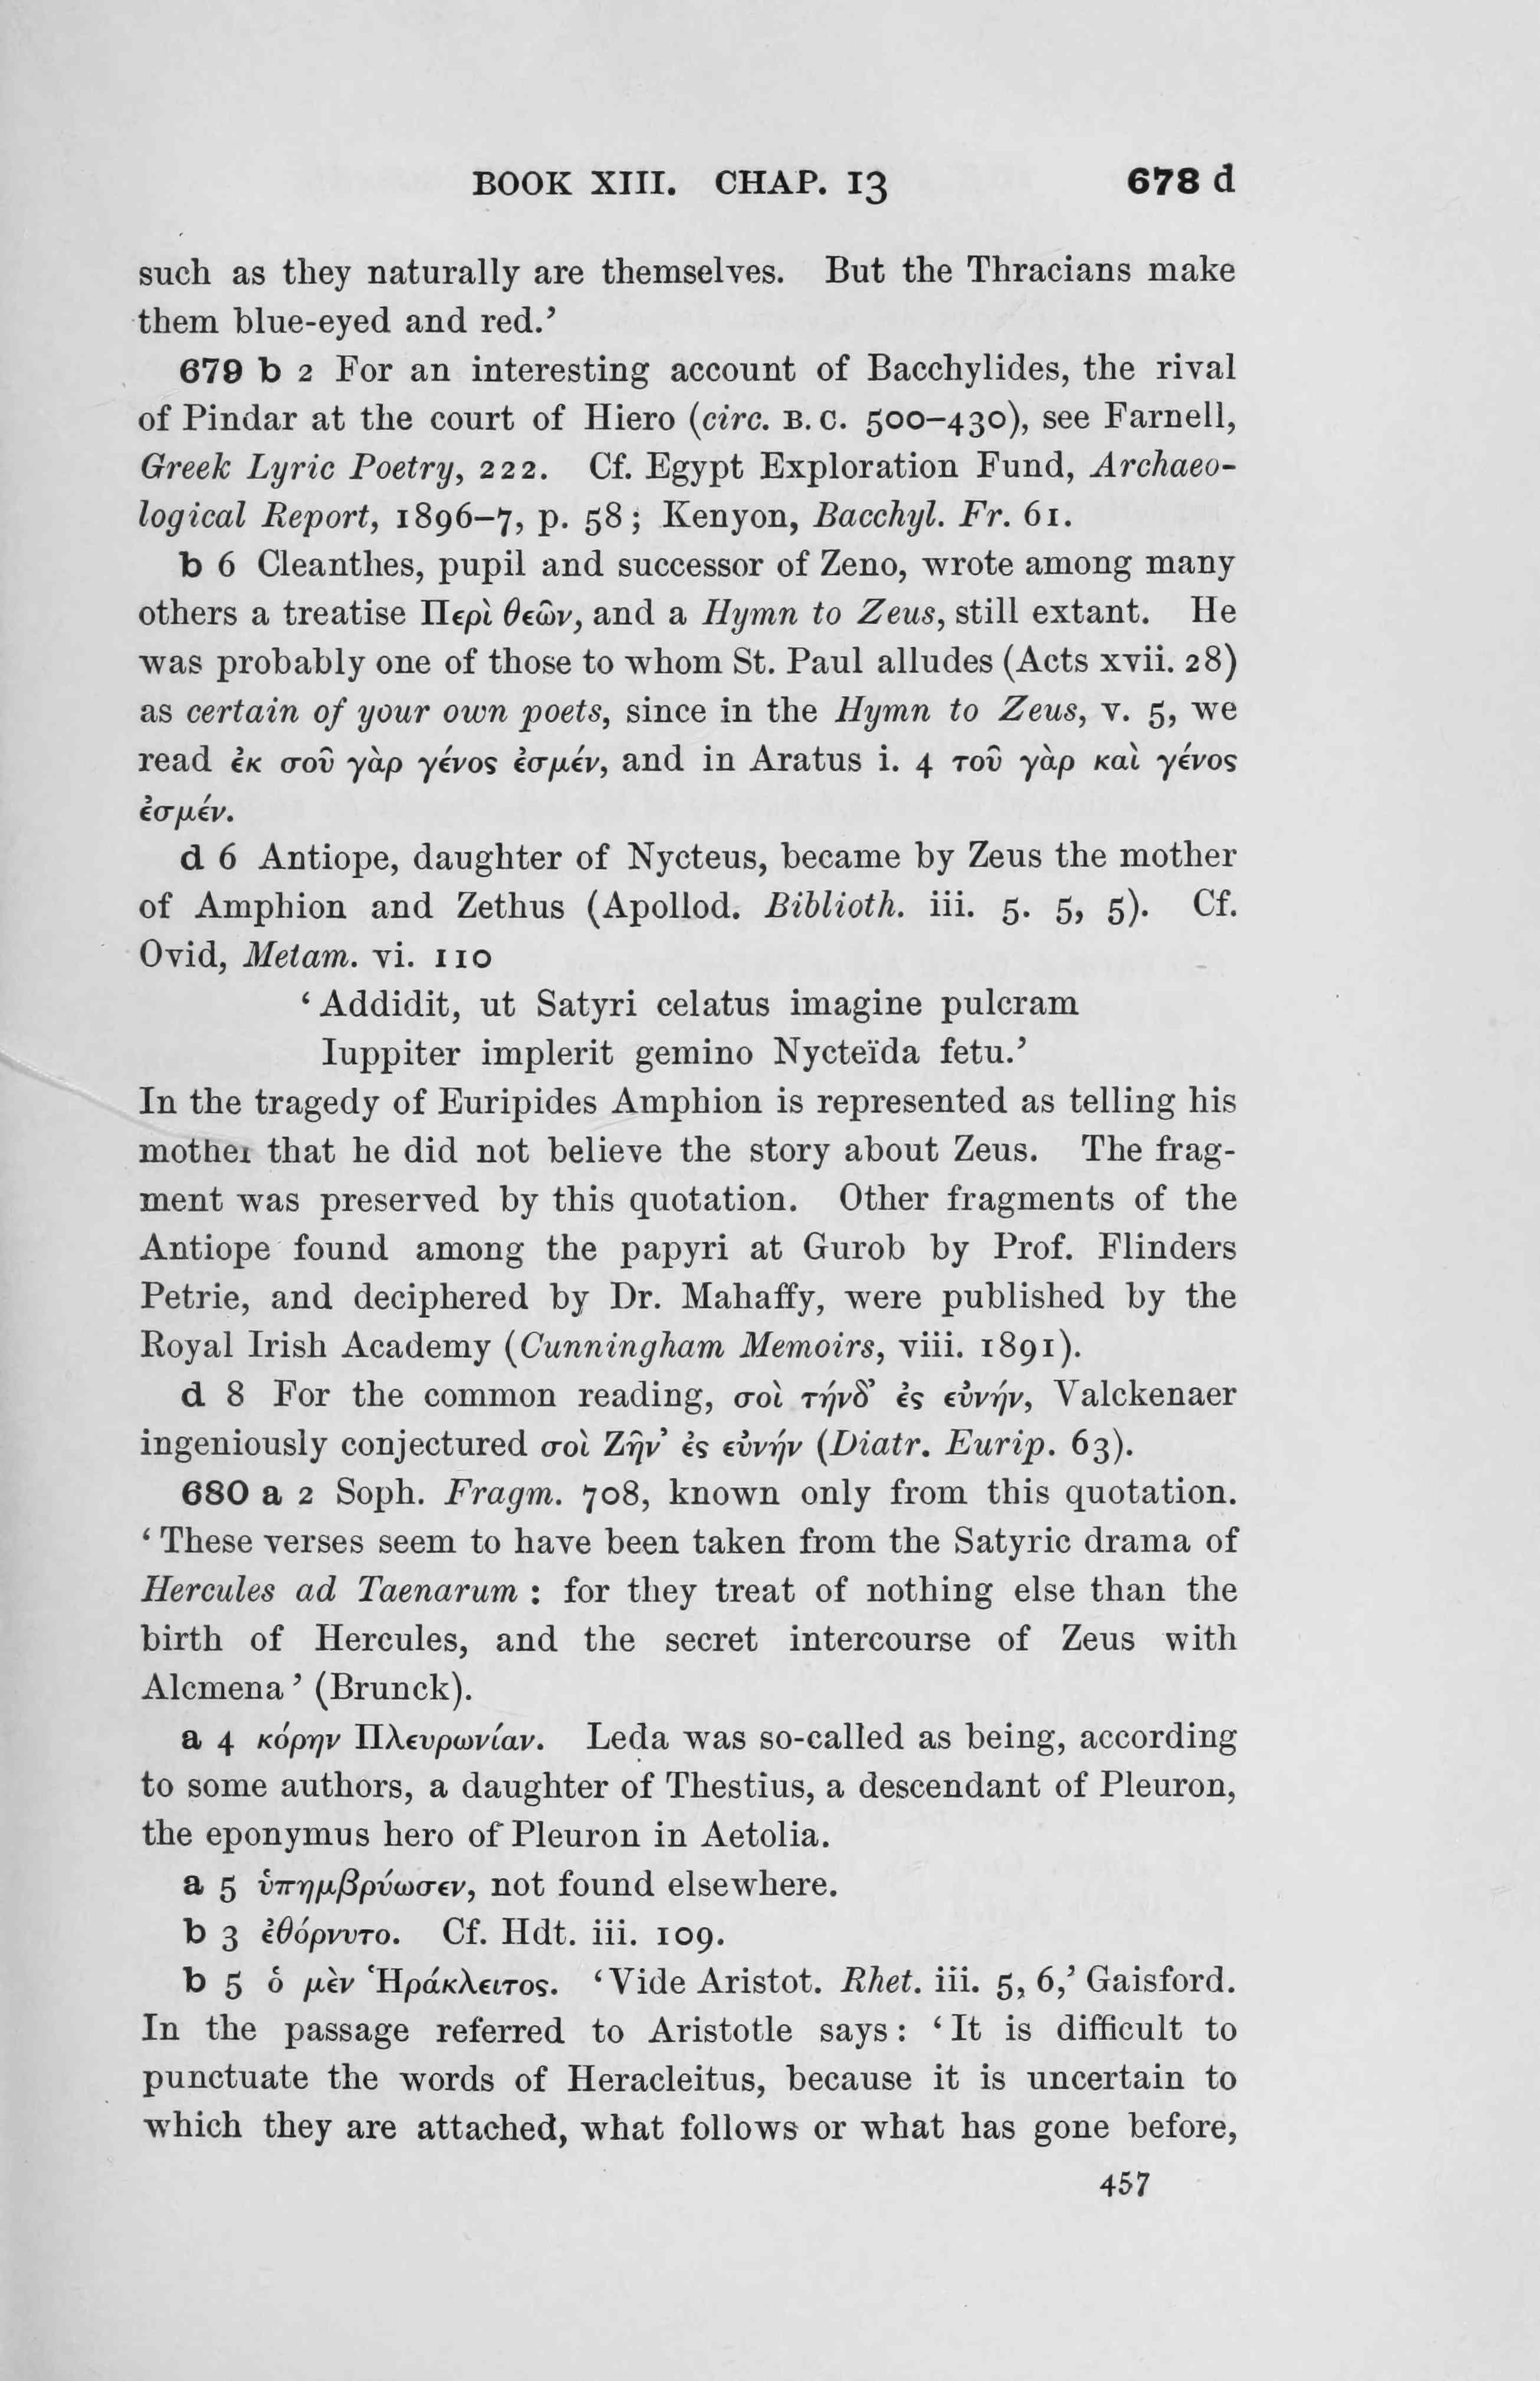 BOOK XIII. CHAP. 13 678 d
such as they naturally are themselves. But the Thracians make
them blue-eyed and red.’
679 b 2 For an interesting account of Bacchylides, the rival
of Pindar at the court of Hiero (circ. B.C. 500–430), see Farnell,
Greek Lyric Poetry, 222. Cf. Egypt Exploration Fund, Archaeo-
logical Report, 1896–7, p. 58; Kenyon, Bacchyl. Fr. 61.
b 6 Cleanthes, pupil and successor of Zeno, wrote among many
others a treatise Περὶ θεῶν, and a Hymn to Zeus, still extant. He
was probably one of those to whom St. Paul alludes (Acts xvii. 28)
as certain of your own poets, since in the Hymn to Zeus, v. 5, we
read ἐκ σοῦ γὰρ γένος ἐσμέν, and in Aratus i. 4 τοῦ γὰρ καὶ γένος
ἐσμέν.
d 6 Antiope, daughter of Nycteus, became by Zeus the mother
of Amphion and Zethus (Apollod. Biblioth. iii. 5. 5, 5). Cf.
Ovid, Metam. vi. 110
‘Addidit, ut Satyri celatus imagine pulcram
Iuppiter implerit gemino Nycteïda fetu.’
In the tragedy of Euripides Amphion is represented as telling his
mother that he did not believe the story about Zeus. The frag-
ment was preserved by this quotation. Other fragments of the
Antiope found among the papyri at Gurob by Prof. Flinders
Petrie, and deciphered by Dr. Mahaffy, were published by the
Royal Irish Academy (Cunningham Memoirs, viii. 1891).
d 8 For the common reading, σοὶ τήνδ’ ἐς εὐνήν, Valckenaer
ingeniously conjectured σοὶ Ζῆν’ ἐς εὐνήν (Diatr. Eurip. 63).
680 a 2 Soph. Fragm. 708, known only from this quotation.
‘These verses seem to have been taken from the Satyric drama of
Hercules ad Taenarum : for they treat of nothing else than the
birth of Hercules, and the secret intercourse of Zeus with
Alcmena’ (Brunck).
a 4 κόρην Πλευρωνίαν. Leda was so-called as being, according
to some authors, a daughter of Thestius, a descendant of Pleuron,
the eponymus hero of Pleuron in Aetolia.
a 5 ὑπημβρύωσεν, not found elsewhere.
b 3 ἐθόρνυτο. Cf. Hdt. iii. 109.
b 5 ὁ μὲν Ἡράκλειτος. ‘Vide Aristot. Rhet. iii. 5, 6,’ Gaisford.
In the passage referred to Aristotle says: ‘It is difficult to
punctuate the words of Heracleitus, because it is uncertain to
which they are attached, what follows or what has gone before,
457